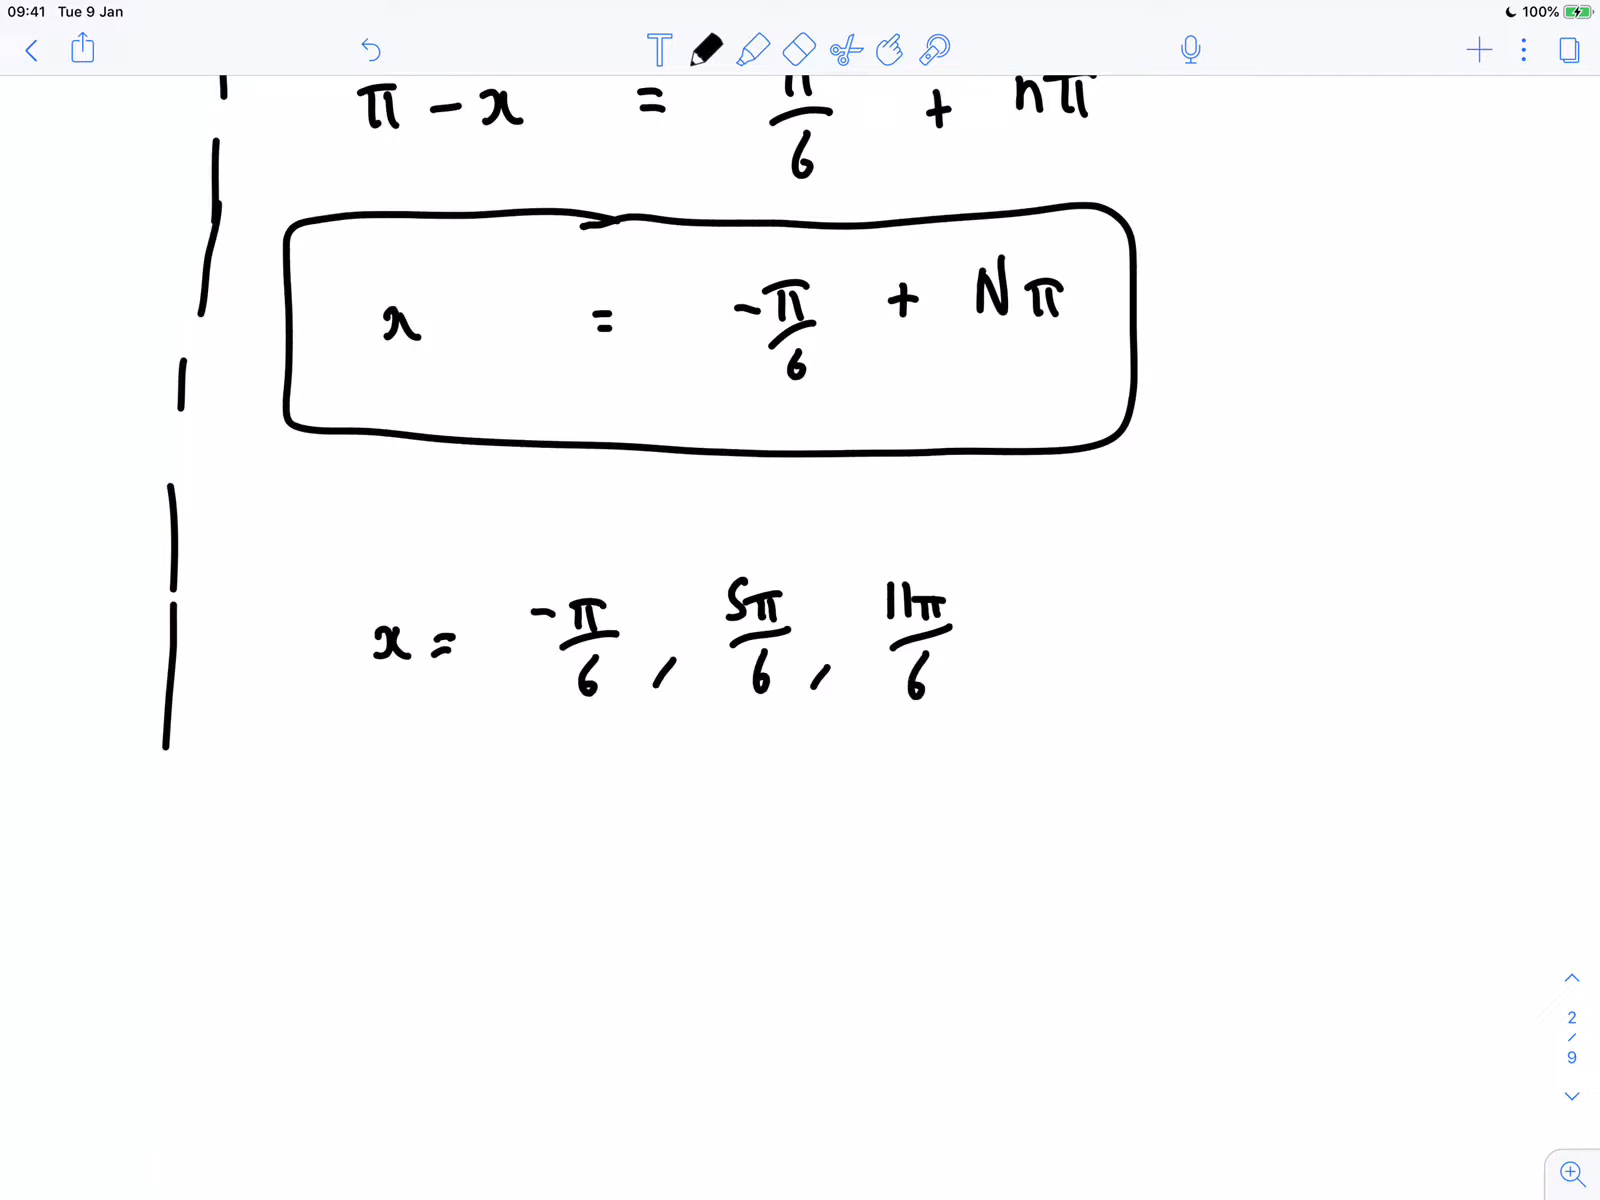 09:41 Tue 9 Jan 100%
T
π - x = π/6 + nπ
x = -π/6 + Nπ
x = -π/6, 5π/6, 11π/6
2/9